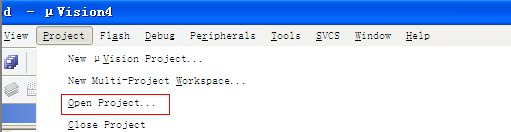 d - μVision4
View Project Flash Debug Peripherals Tools SVCS Window Help
New μVision Project...
New Multi-Project Workspace...
Open Project...
Close Project